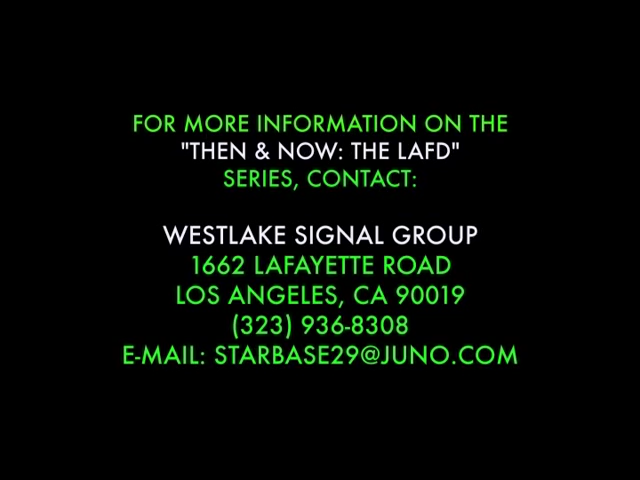 FOR MORE INFORMATION ON THE
"THEN & NOW: THE LAFD"
SERIES, CONTACT:
WESTLAKE SIGNAL GROUP
1662 LAFAYETTE ROAD
LOS ANGELES, CA 90019
(323) 936-8308
E-MAIL: STARBASE29@JUNO.COM